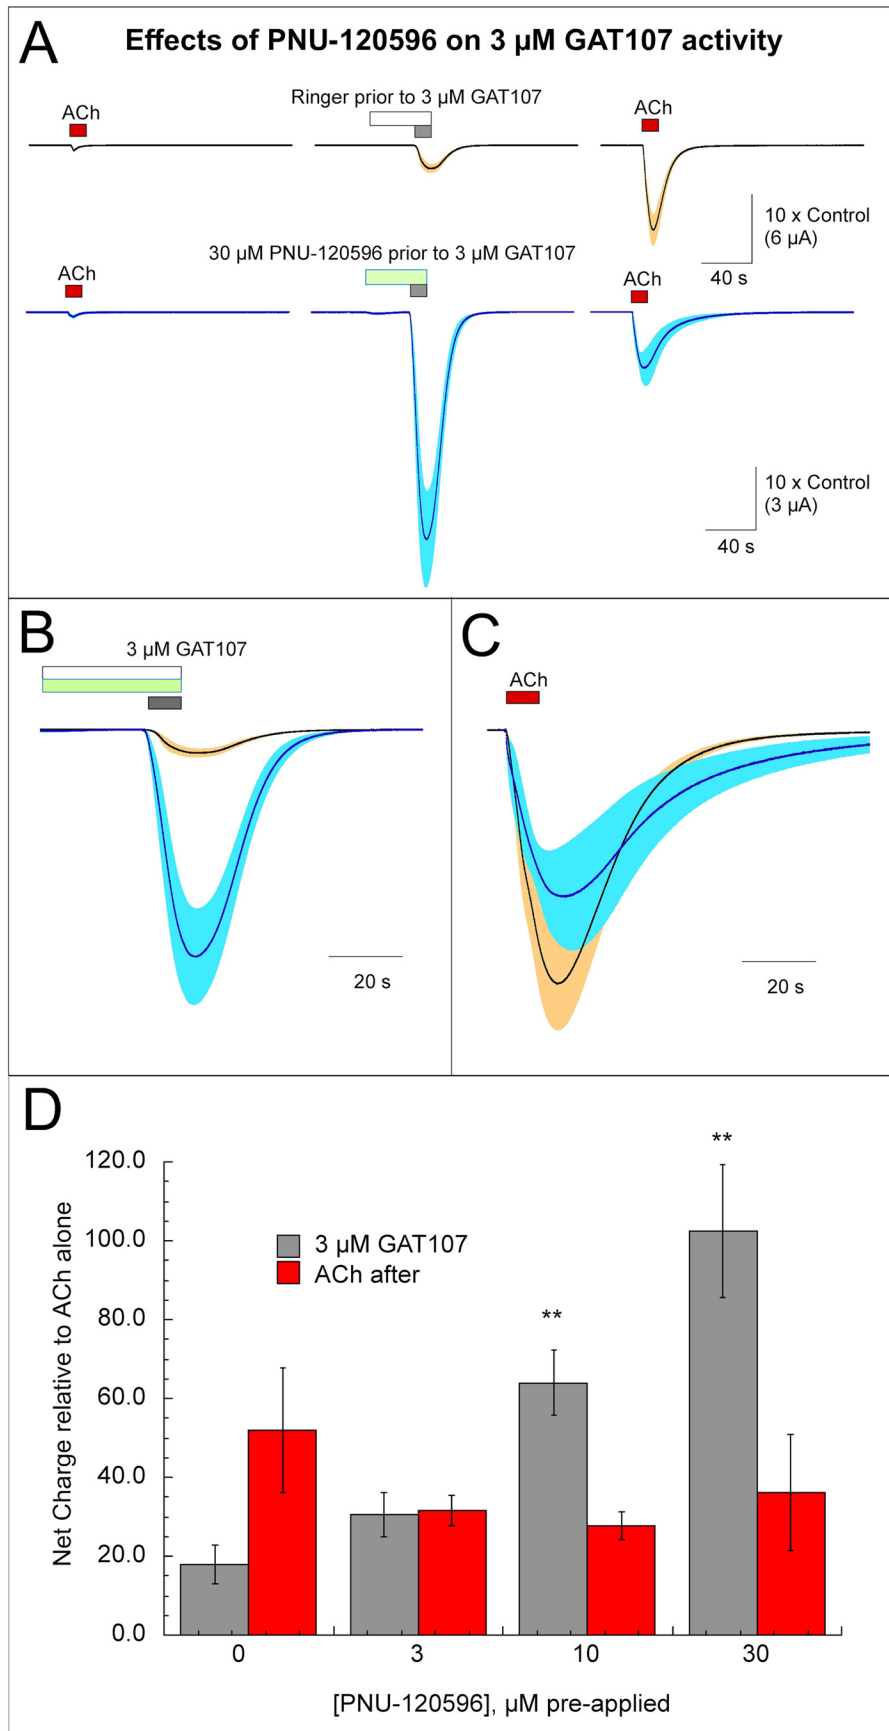 A
Effects of PNU-120596 on 3 µM GAT107 activity
Ringer prior to 3 µM GAT107
ACh
ACh
10 x Control
(6 µA)
40 s
30 µM PNU-120596 prior to 3 µM GAT107
ACh
ACh
10 x Control
(3 µA)
40 s
B
3 µM GAT107
20 s
C
ACh
20 s
D
Net Charge relative to ACh alone
120.0
100.0
80.0
60.0
40.0
20.0
0.0
3 µM GAT107
ACh after
**
**
0
3
10
30
[PNU-120596], µM pre-applied